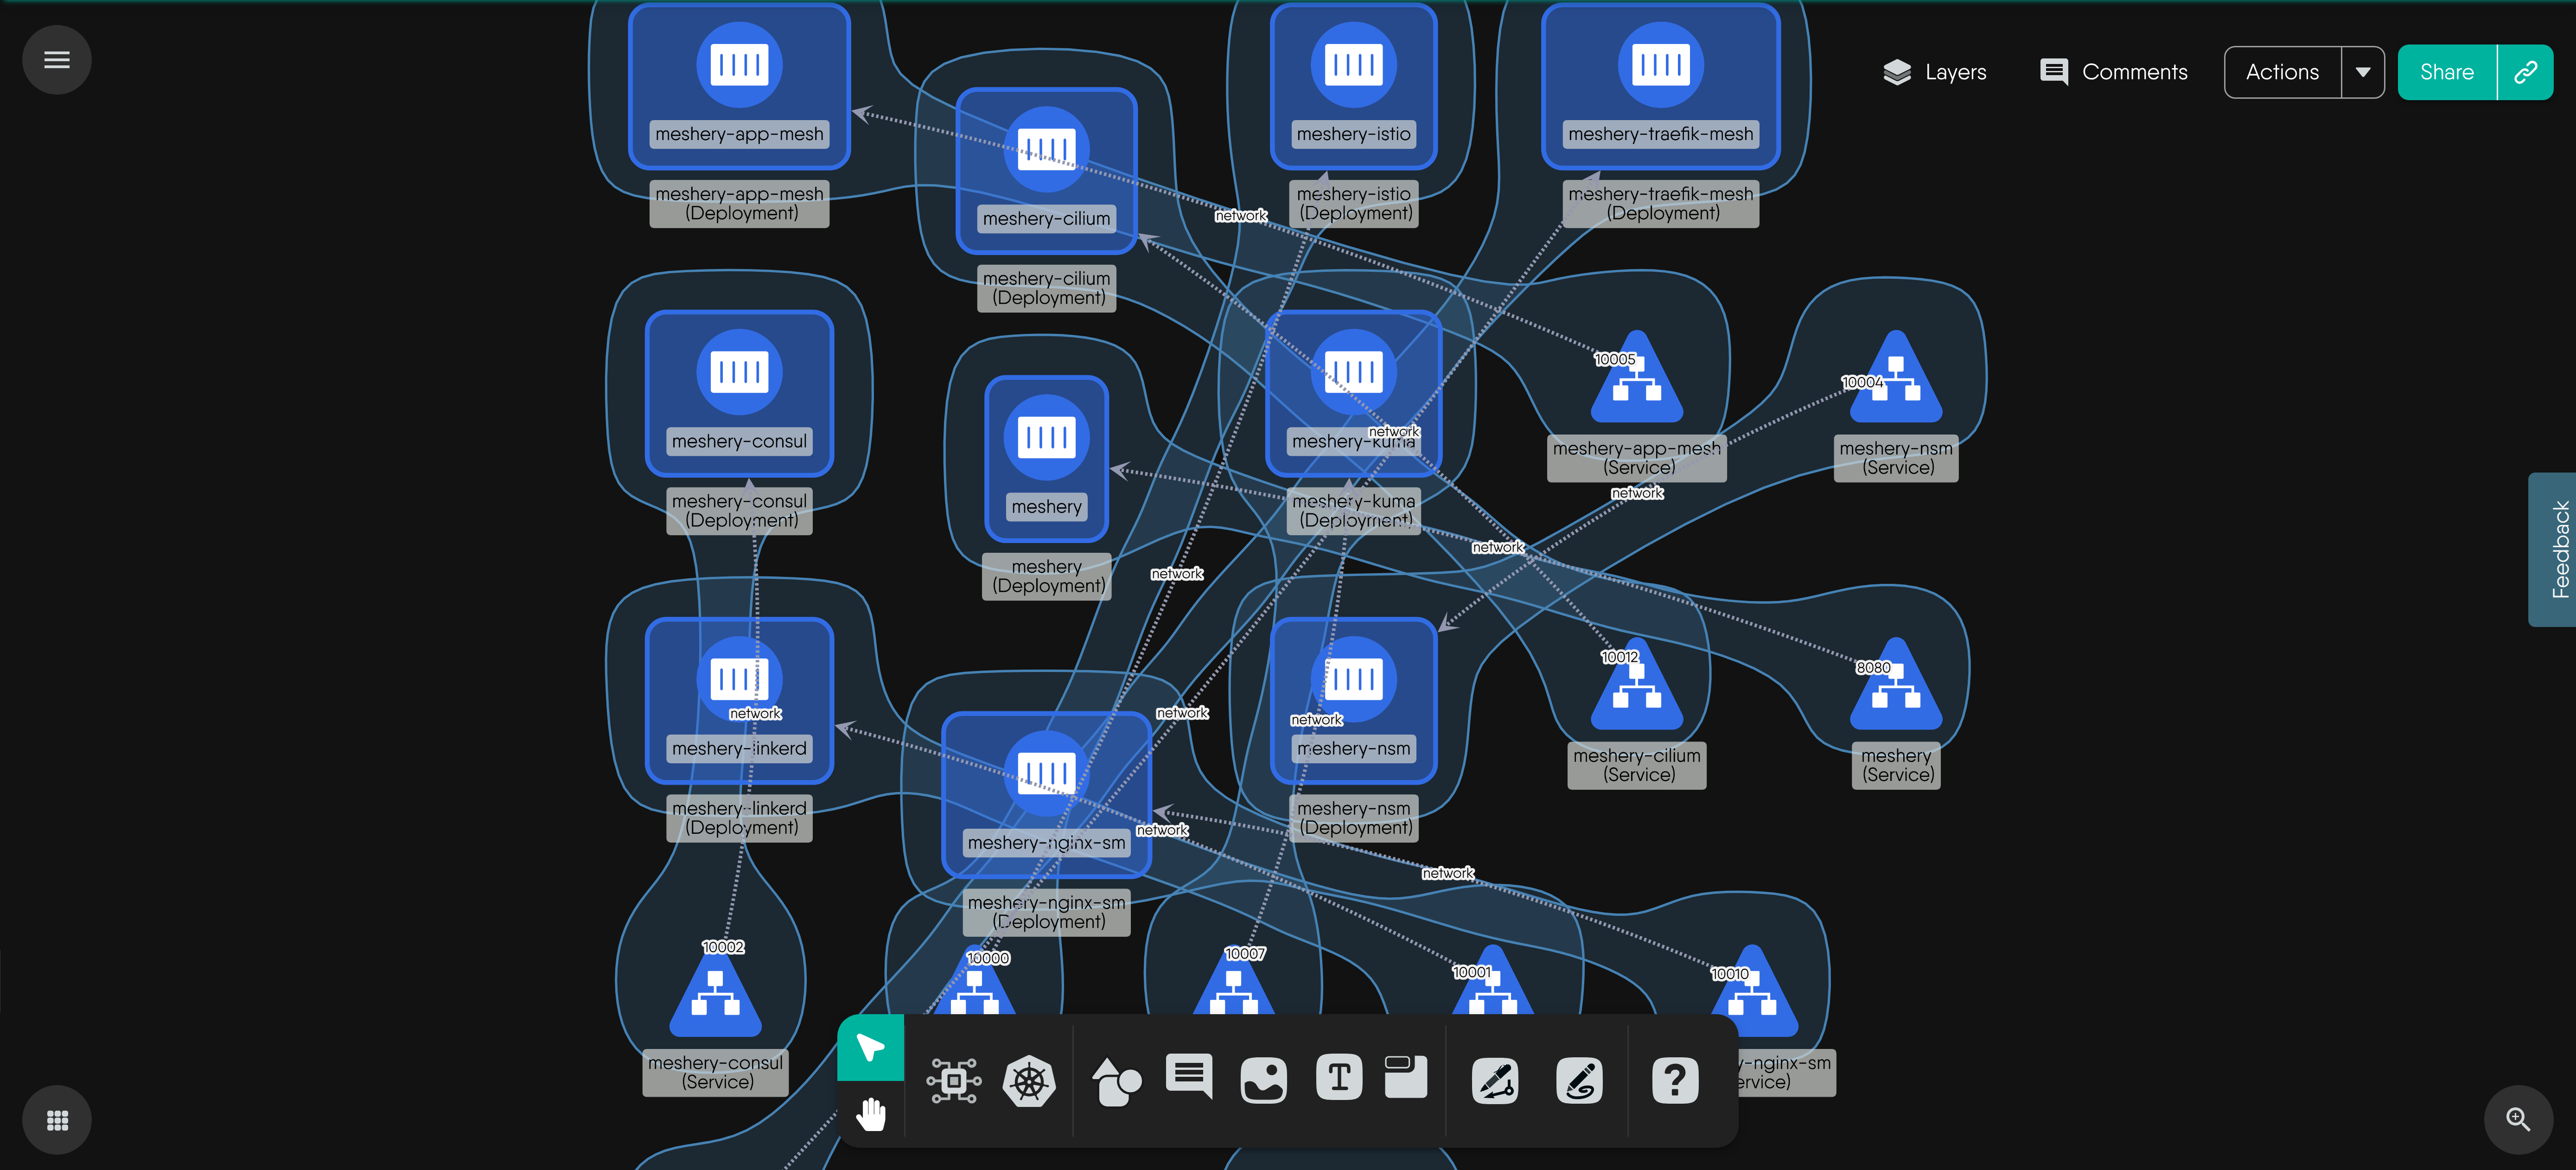 Layers
Comments
Actions
Share
meshery-app-mesh
meshery-app-mesh
(Deployment)
meshery-cilium
meshery-cilium
(Deployment)
meshery-istio
meshery-istio
(Deployment)
meshery-traefik-mesh
meshery-traefik-mesh
(Deployment)
network
meshery-consul
meshery-consul
(Deployment)
meshery
meshery
(Deployment)
meshery-kuma
network
meshery-kuma
(Deployment)
10005
meshery-app-mesh
(Service)
10004
meshery-nsm
(Service)
network
network
network
Feedback
meshery-linkerd
network
meshery-linkerd
(Deployment)
meshery-nginx-sm
meshery-nginx-sm
(Deployment)
network
network
network
meshery-nsm
meshery-nsm
(Deployment)
10012
meshery-cilium
(Service)
8080
meshery
(Service)
network
10002
meshery-consul
(Service)
10000
10007
10001
10010
y-nginx-sm
ervice)
T
?